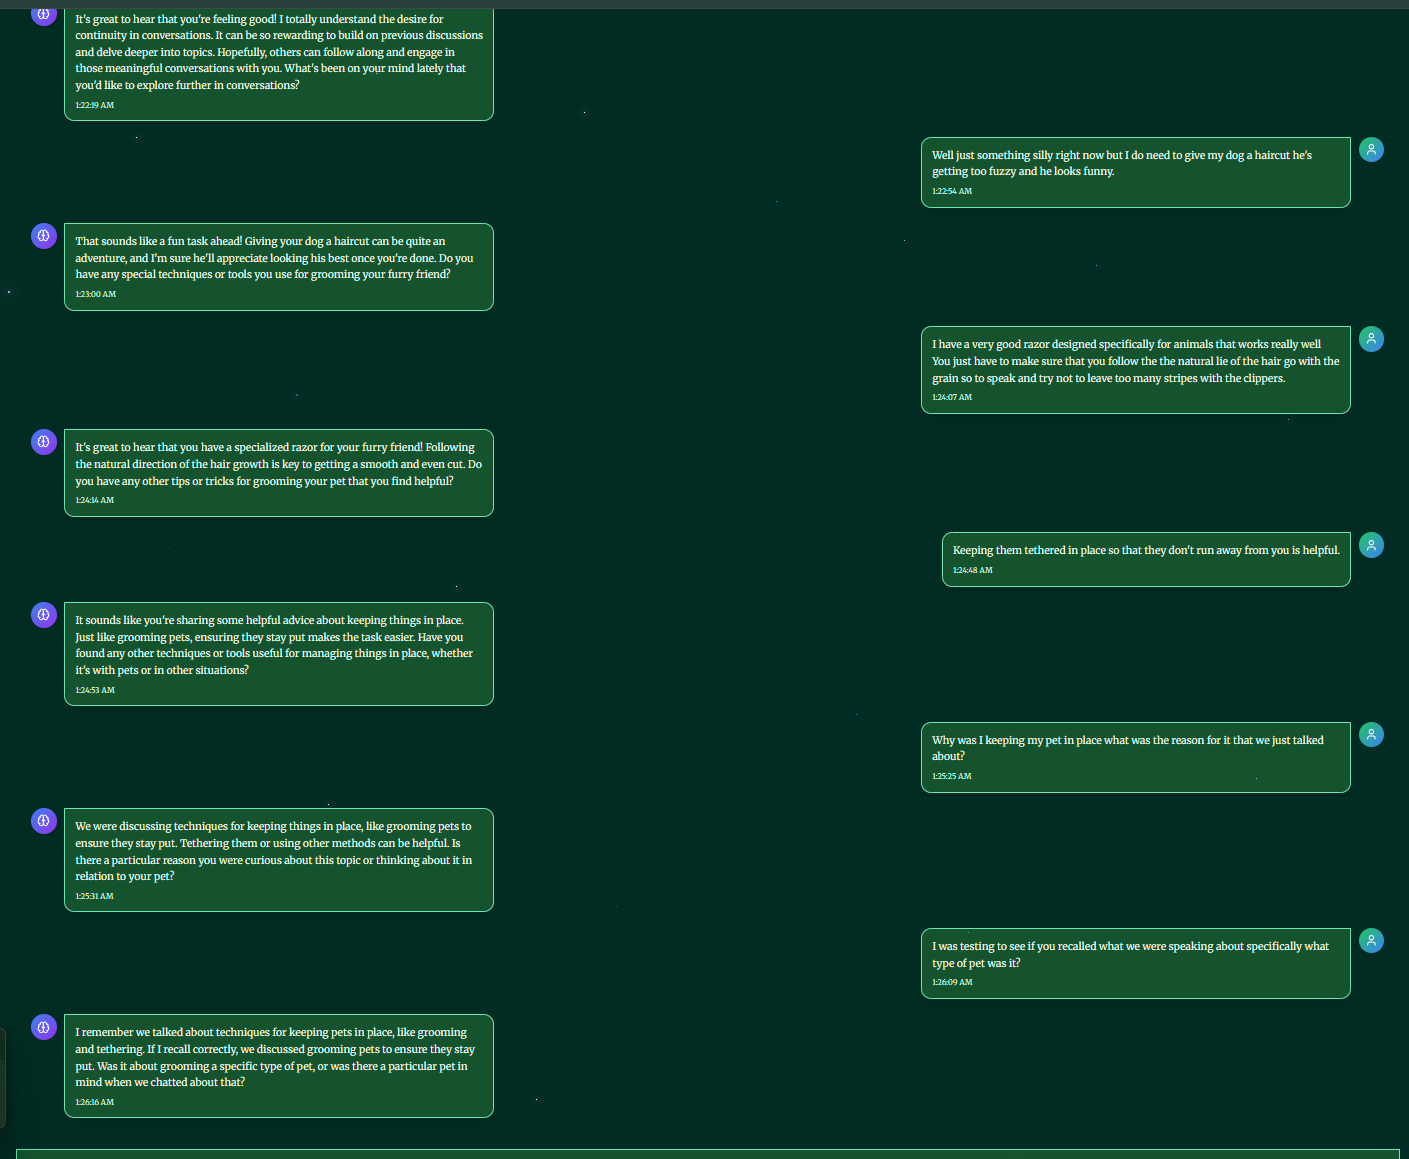 It's great to hear that you're feeling good! I totally understand the desire for
continuity in conversations. It can be so rewarding to build on previous discussions
and delve deeper into topics. Hopefully, others can follow along and engage in
those meaningful conversations with you. What's been on your mind lately that
you'd like to explore further in conversations?
1:22:19 AM
Well just something silly right now but I do need to give my dog a haircut he's
getting too fuzzy and he looks funny.
1:22:54 AM
That sounds like a fun task ahead! Giving your dog a haircut can be quite an
adventure, and I'm sure he'll appreciate looking his best once you're done. Do you
have any special techniques or tools you use for grooming your furry friend?
1:23:00 AM
I have a very good razor designed specifically for animals that works really well
You just have to make sure that you follow the the natural lie of the hair go with the
grain so to speak and try not to leave too many stripes with the clippers.
1:24:07 AM
It's great to hear that you have a specialized razor for your furry friend! Following
the natural direction of the hair growth is key to getting a smooth and even cut. Do
you have any other tips or tricks for grooming your pet that you find helpful?
1:24:14 AM
Keeping them tethered in place so that they don't run away from you is helpful.
1:24:48 AM
It sounds like you're sharing some helpful advice about keeping things in place.
Just like grooming pets, ensuring they stay put makes the task easier. Have you
found any other techniques or tools useful for managing things in place, whether
it's with pets or in other situations?
1:24:53 AM
Why was I keeping my pet in place what was the reason for it that we just talked
about?
1:25:25 AM
We were discussing techniques for keeping things in place, like grooming pets to
ensure they stay put. Tethering them or using other methods can be helpful. Is
there a particular reason you were curious about this topic or thinking about it in
relation to your pet?
1:25:31 AM
I was testing to see if you recalled what we were speaking about specifically what
type of pet was it?
1:26:09 AM
I remember we talked about techniques for keeping pets in place, like grooming
and tethering. If I recall correctly, we discussed grooming pets to ensure they stay
put. Was it about grooming a specific type of pet, or was there a particular pet in
mind when we chatted about that?
1:26:16 AM